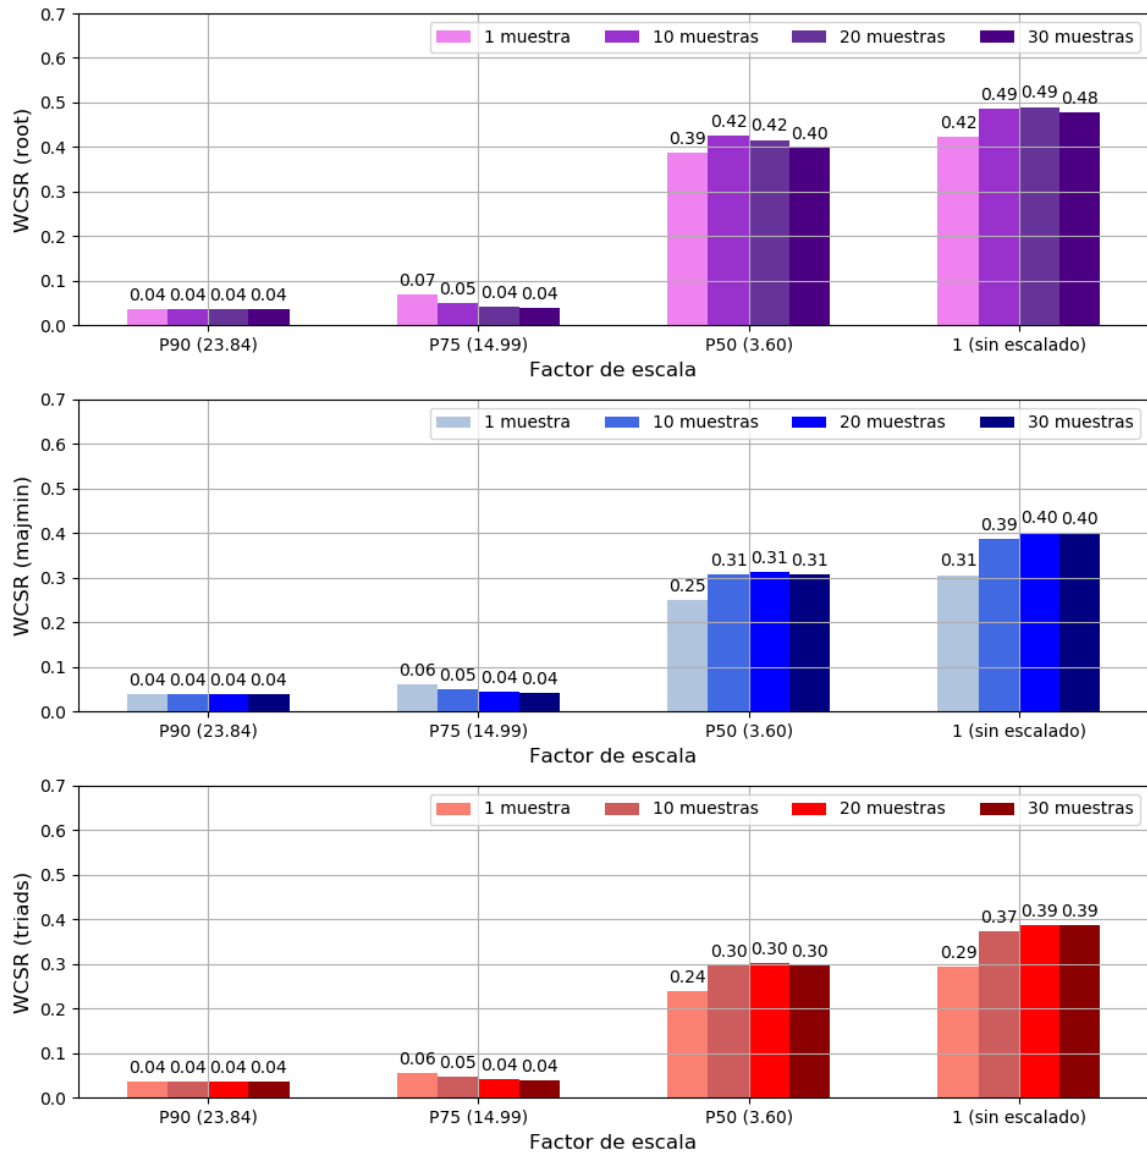 0.7
0.6
0.5
0.4
0.3
0.2
0.1
0.0
WCSR (root)
1 muestra 10 muestras 20 muestras 30 muestras
0.04 0.04 0.04 0.04
0.07 0.05 0.04 0.04
0.39 0.42 0.42 0.40
0.42 0.49 0.49 0.48
P90 (23.84) P75 (14.99) P50 (3.60) 1 (sin escalado)
Factor de escala
0.7
0.6
0.5
0.4
0.3
0.2
0.1
0.0
WCSR (majmin)
1 muestra 10 muestras 20 muestras 30 muestras
0.04 0.04 0.04 0.04
0.06 0.05 0.04 0.04
0.25 0.31 0.31 0.31
0.31 0.39 0.40 0.40
P90 (23.84) P75 (14.99) P50 (3.60) 1 (sin escalado)
Factor de escala
0.7
0.6
0.5
0.4
0.3
0.2
0.1
0.0
WCSR (triads)
1 muestra 10 muestras 20 muestras 30 muestras
0.04 0.04 0.04 0.04
0.06 0.05 0.04 0.04
0.24 0.30 0.30 0.30
0.29 0.37 0.39 0.39
P90 (23.84) P75 (14.99) P50 (3.60) 1 (sin escalado)
Factor de escala